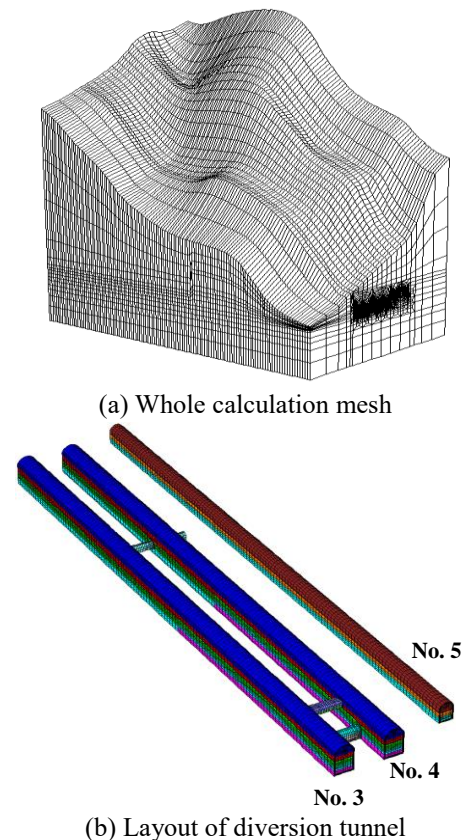 (a) Whole calculation mesh
No. 5
No. 4
No. 3
(b) Layout of diversion tunnel